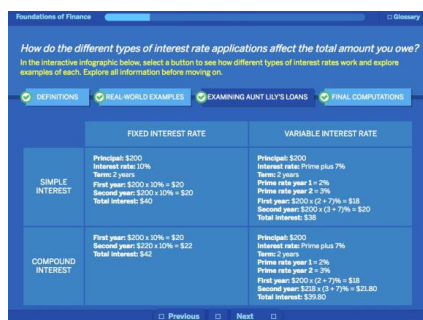 Foundations of Finance
Glossary
How do the different types of interest rate applications affect the total amount you owe?
In the interactive infographic below, select a button to see how different types of interest rates work and explore
examples of each. Explore all information before moving on.
DEFINITIONS
REAL-WORLD EXAMPLES
EXAMINING AUNT LILY'S LOANS
FINAL COMPUTATIONS
FIXED INTEREST RATE
VARIABLE INTEREST RATE
SIMPLE
INTEREST
Principal: $200
Interest rate: 10%
Term: 2 years
First year: $200 x 10% = $20
Second year: $200 x 10% = $20
Total interest: $40
Principal: $200
Interest rate: Prime plus 7%
Term: 2 years
Prime rate year 1 = 2%
Prime rate year 2 = 3%
First year: $200 x (2 + 7)% = $18
Second year: $200 x (3 + 7)% = $20
Total interest: $38
COMPOUND
INTEREST
First year: $200 x 10% = $20
Second year: $220 x 10% = $22
Total interest: $42
Principal: $200
Interest rate: Prime plus 7%
Term: 2 years
Prime rate year 1 = 2%
Prime rate year 2 = 3%
First year: $200 x (2 + 7)% = $18
Second year: $218 x (3 + 7)% = $21.80
Total interest: $39.80
Previous
Next